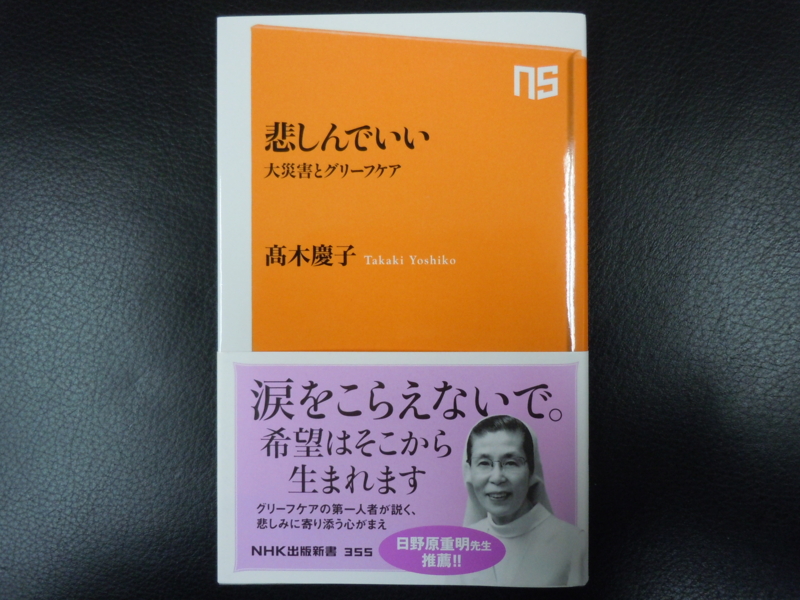 ns
悲しんでいい
大災害とグリーフケア
髙木慶子 Takaki Yoshiko
涙をこらえないで。
希望はそこから
生まれます
グリーフケアの第一人者が説く、
悲しみに寄り添う心がまえ
NHK出版新書 355
日野原重明先生
推薦!!